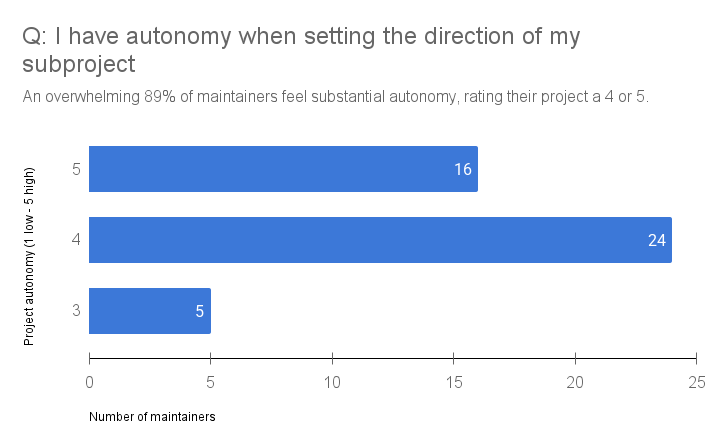 Q: I have autonomy when setting the direction of my
subproject
An overwhelming 89% of maintainers feel substantial autonomy, rating their project a 4 or 5.
Project autonomy (1 low - 5 high)
5
16
4
24
3
5
0 5 10 15 20 25
Number of maintainers